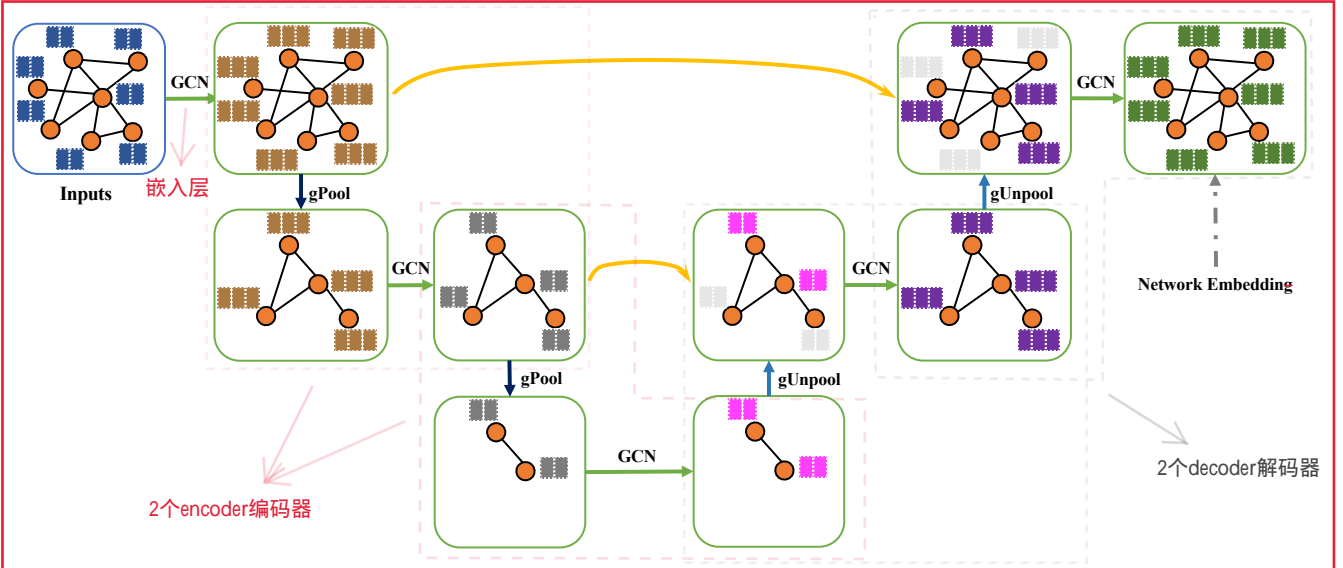 GCN
GCN
Inputs
嵌入层
gPool
gUnpool
GCN
GCN
Network Embedding
gPool
gUnpool
GCN
2个encoder编码器
2个decoder解码器